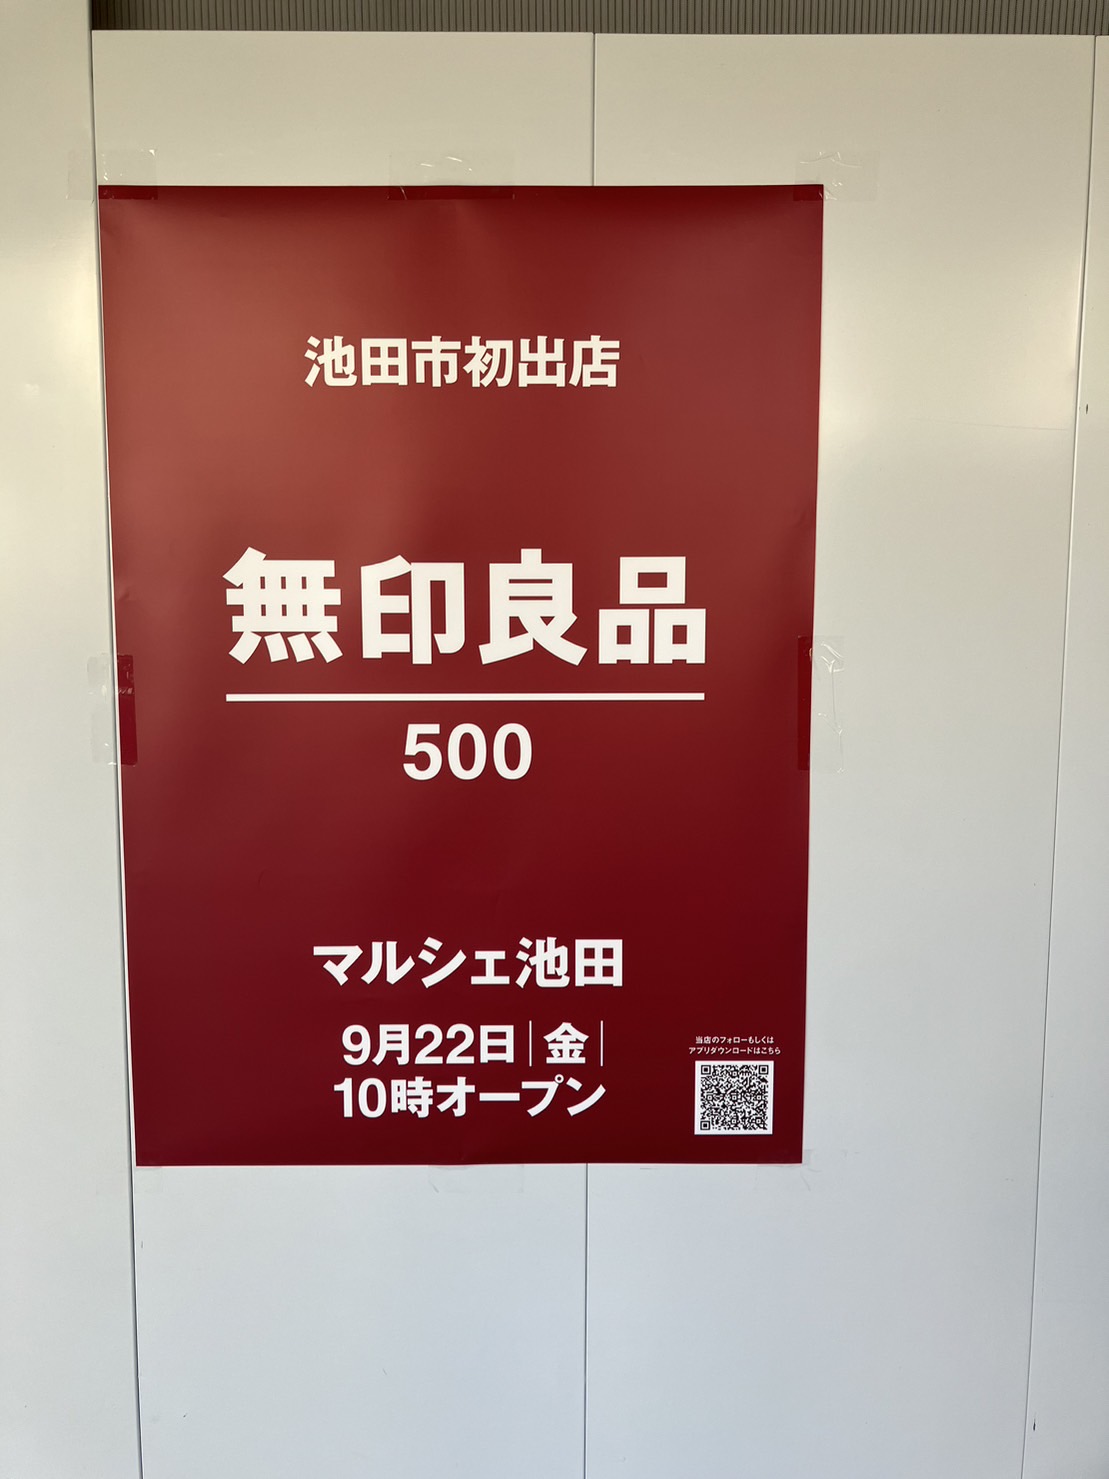 池田市初出店
無印良品
500
マルシェ池田
9月22日|金|
10時オープン
当店のフォローもしくは
アプリダウンロードはこちら